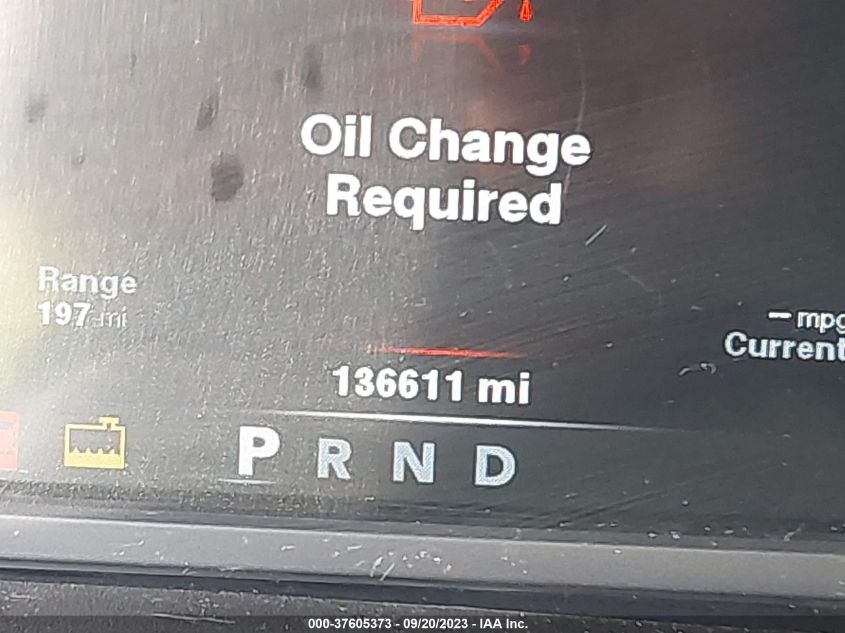 Oil Change
Required
Range
197 mi
– mpg
Current
136611 mi
P R N D
000-37605373 - 09/20/2023 - IAA Inc.